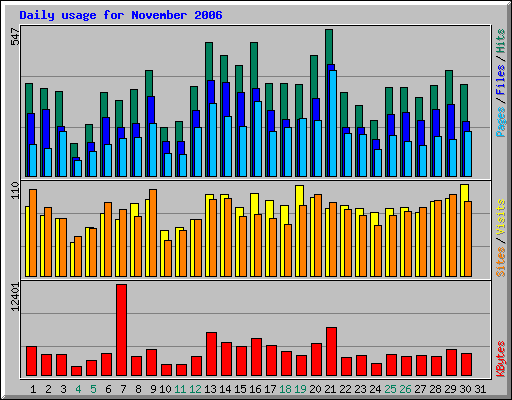 Daily usage for November 2006
547
Pages / Files / Hits
110
Sites / Visits
12401
KBytes
1 2 3 4 5 6 7 8 9 10 11 12 13 14 15 16 17 18 19 20 21 22 23 24 25 26 27 28 29 30 31